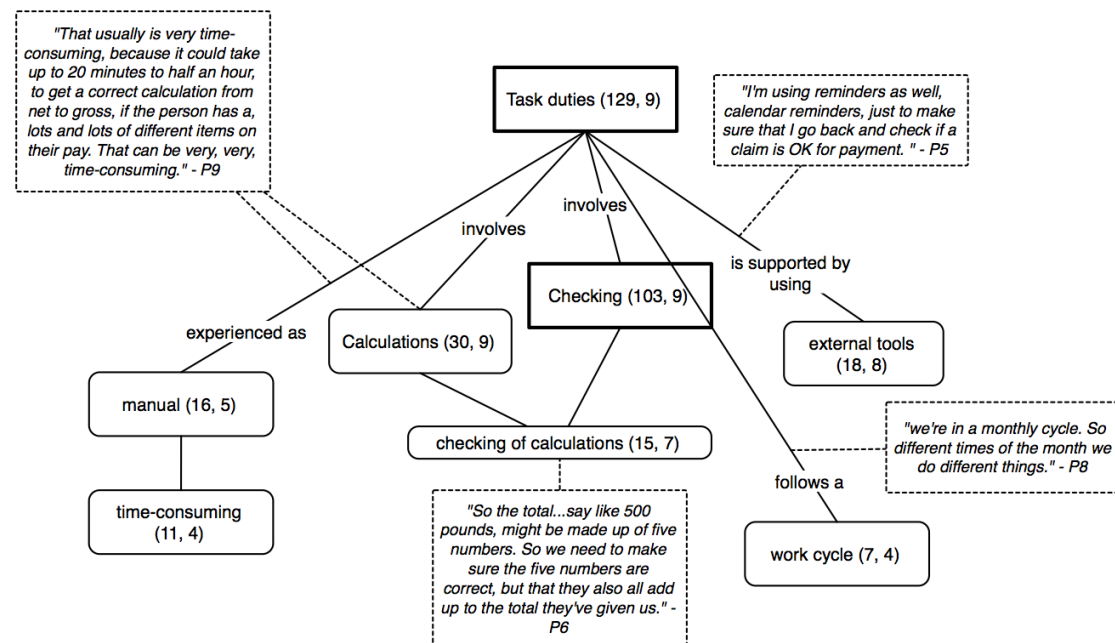 "That usually is very time-
consuming, because it could take
up to 20 minutes to half an hour,
to get a correct calculation from
net to gross, if the person has a,
lots and lots of different items on
their pay. That can be very, very,
time-consuming." - P9
Task duties (129, 9)
"I'm using reminders as well,
calendar reminders, just to make
sure that I go back and check if a
claim is OK for payment. " - P5
involves
involves
is supported by
using
Checking (103, 9)
experienced as
Calculations (30, 9)
external tools
(18, 8)
manual (16, 5)
checking of calculations (15, 7)
"we're in a monthly cycle. So
different times of the month we
do different things." - P8
follows a
time-consuming
(11, 4)
"So the total...say like 500
pounds, might be made up of five
numbers. So we need to make
sure the five numbers are
correct, but that they also all add
up to the total they've given us." -
P6
work cycle (7, 4)